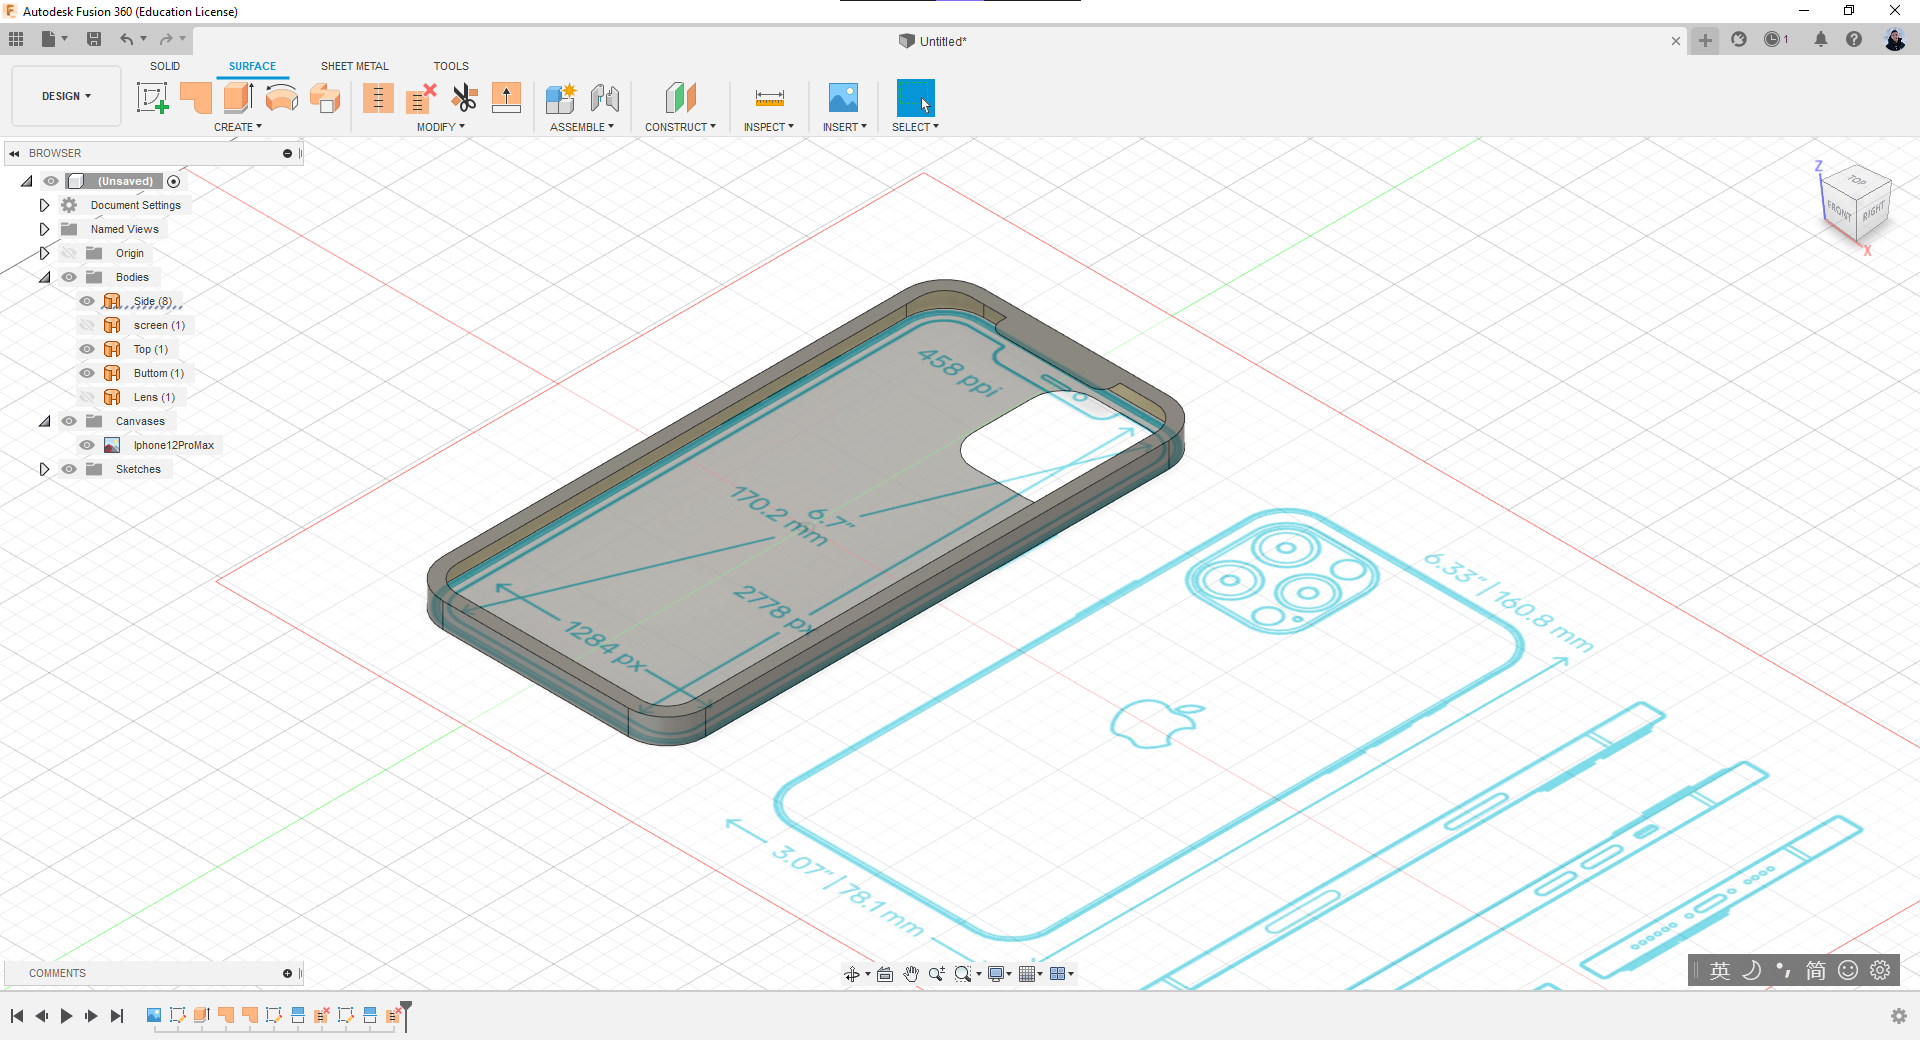 Autodesk Fusion 360 (Education License)
Untitled*
1
SOLID
SURFACE
SHEET METAL
TOOLS
DESIGN
CREATE
MODIFY
ASSEMBLE
CONSTRUCT
INSPECT
INSERT
SELECT
BROWSER
(Unsaved)
Document Settings
Named Views
Origin
Bodies
Side (8)
screen (1)
Top (1)
Buttom (1)
Lens (1)
Canvases
Iphone12ProMax
Sketches
Z
TOP
FRONT
RIGHT
X
458 ppi
170.2 mm
6.7"
2778 px
1284 px
6.33" | 160.8 mm
3.07" | 78.1 mm
COMMENTS
英
简